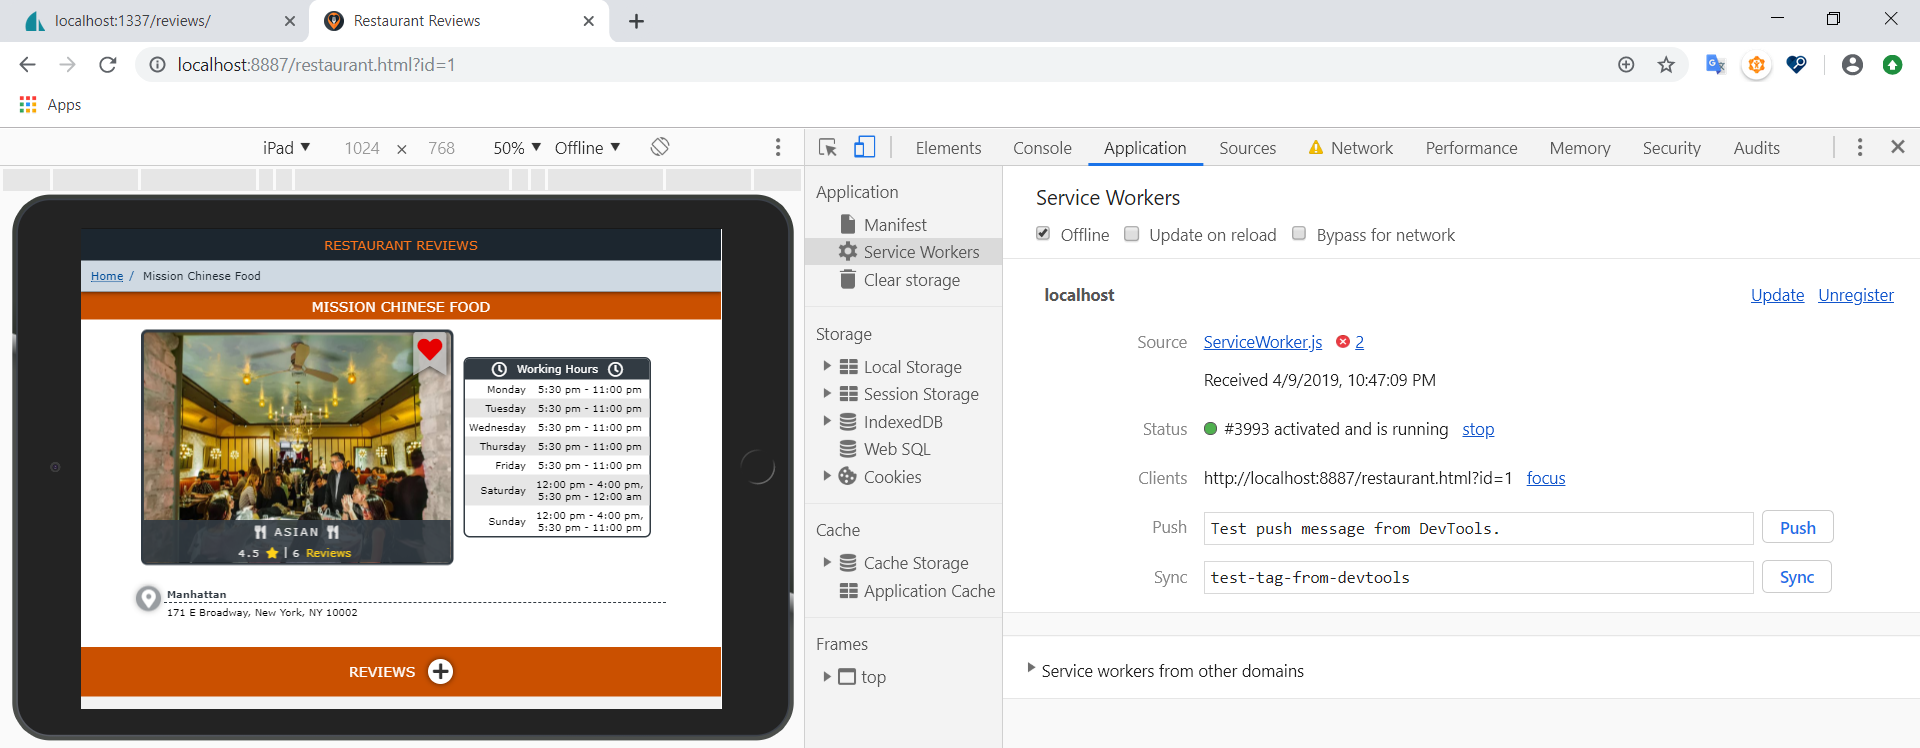 localhost:1337/reviews/
Restaurant Reviews
localhost:8887/restaurant.html?id=1
Apps
iPad ▼ 1024 × 768 50% ▼ Offline ▼
Elements Console Application Sources Network Performance Memory Security Audits
RESTAURANT REVIEWS
Home / Mission Chinese Food
MISSION CHINESE FOOD
ASIAN
4.5 | 6 Reviews
Working Hours
Monday 5:30 pm - 11:00 pm
Tuesday 5:30 pm - 11:00 pm
Wednesday 5:30 pm - 11:00 pm
Thursday 5:30 pm - 11:00 pm
Friday 5:30 pm - 11:00 pm
Saturday 12:00 pm - 4:00 pm,
5:30 pm - 12:00 am
Sunday 12:00 pm - 4:00 pm,
5:30 pm - 11:00 pm
Manhattan
171 E Broadway, New York, NY 10002
REVIEWS
Application
Manifest
Service Workers
Clear storage
Storage
Local Storage
Session Storage
IndexedDB
Web SQL
Cookies
Cache
Cache Storage
Application Cache
Frames
top
Service Workers
Offline Update on reload Bypass for network
localhost Update Unregister
Source ServiceWorker.js 2
Received 4/9/2019, 10:47:09 PM
Status #3993 activated and is running stop
Clients http://localhost:8887/restaurant.html?id=1 focus
Push Test push message from DevTools. Push
Sync test-tag-from-devtools Sync
Service workers from other domains